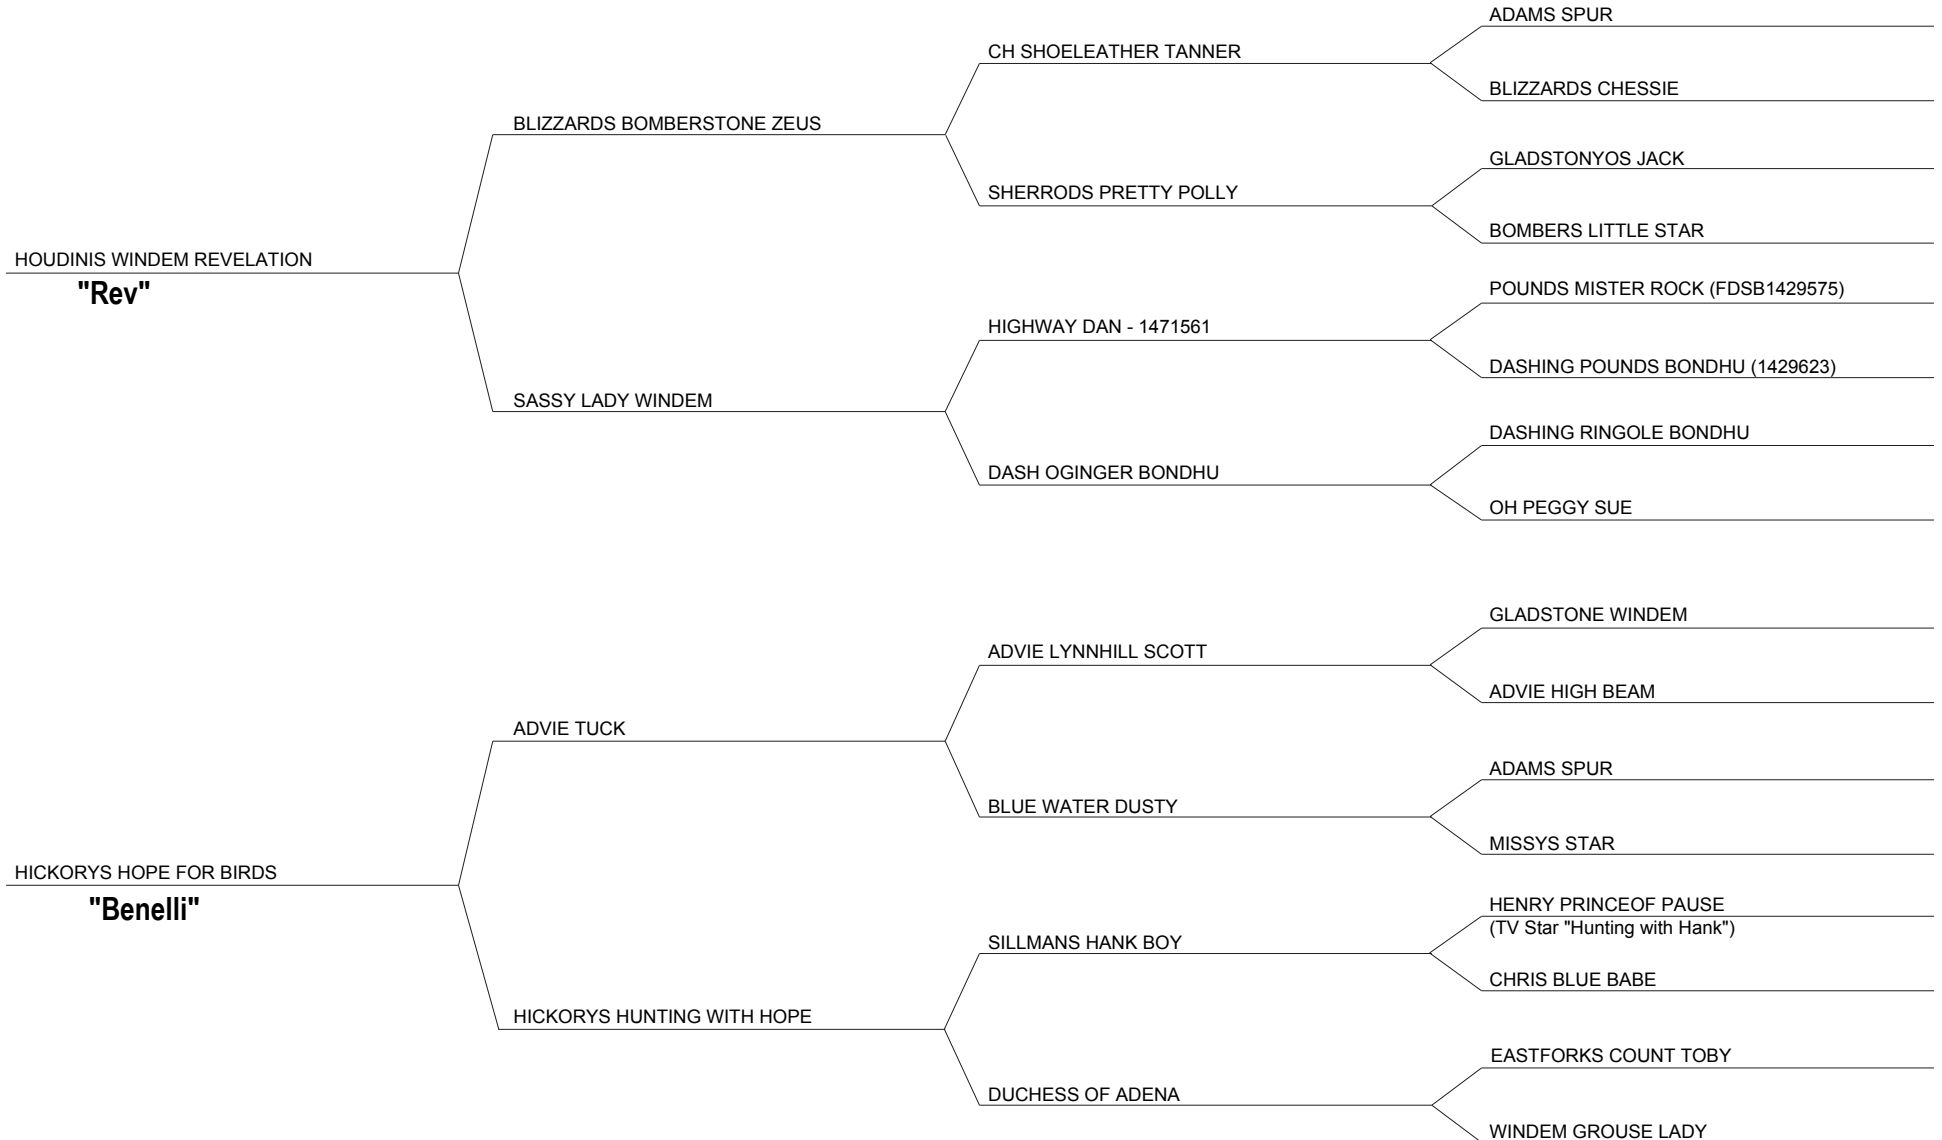 ADAMS SPUR
CH SHOELEATHER TANNER
BLIZZARDS CHESSIE
BLIZZARDS BOMBERSTONE ZEUS
GLADSTONYOS JACK
SHERRODS PRETTY POLLY
BOMBERS LITTLE STAR
HOUDINIS WINDEM REVELATION
"Rev"
POUNDS MISTER ROCK (FDSB1429575)
HIGHWAY DAN - 1471561
DASHING POUNDS BONDHU (1429623)
SASSY LADY WINDEM
DASHING RINGOLE BONDHU
DASH OGINGER BONDHU
OH PEGGY SUE
GLADSTONE WINDEM
ADVIE LYNNHILL SCOTT
ADVIE HIGH BEAM
ADVIE TUCK
ADAMS SPUR
BLUE WATER DUSTY
MISSYS STAR
HICKORYS HOPE FOR BIRDS
"Benelli"
HENRY PRINCEOF PAUSE
(TV Star "Hunting with Hank")
SILLMANS HANK BOY
CHRIS BLUE BABE
HICKORYS HUNTING WITH HOPE
EASTFORKS COUNT TOBY
DUCHESS OF ADENA
WINDEM GROUSE LADY